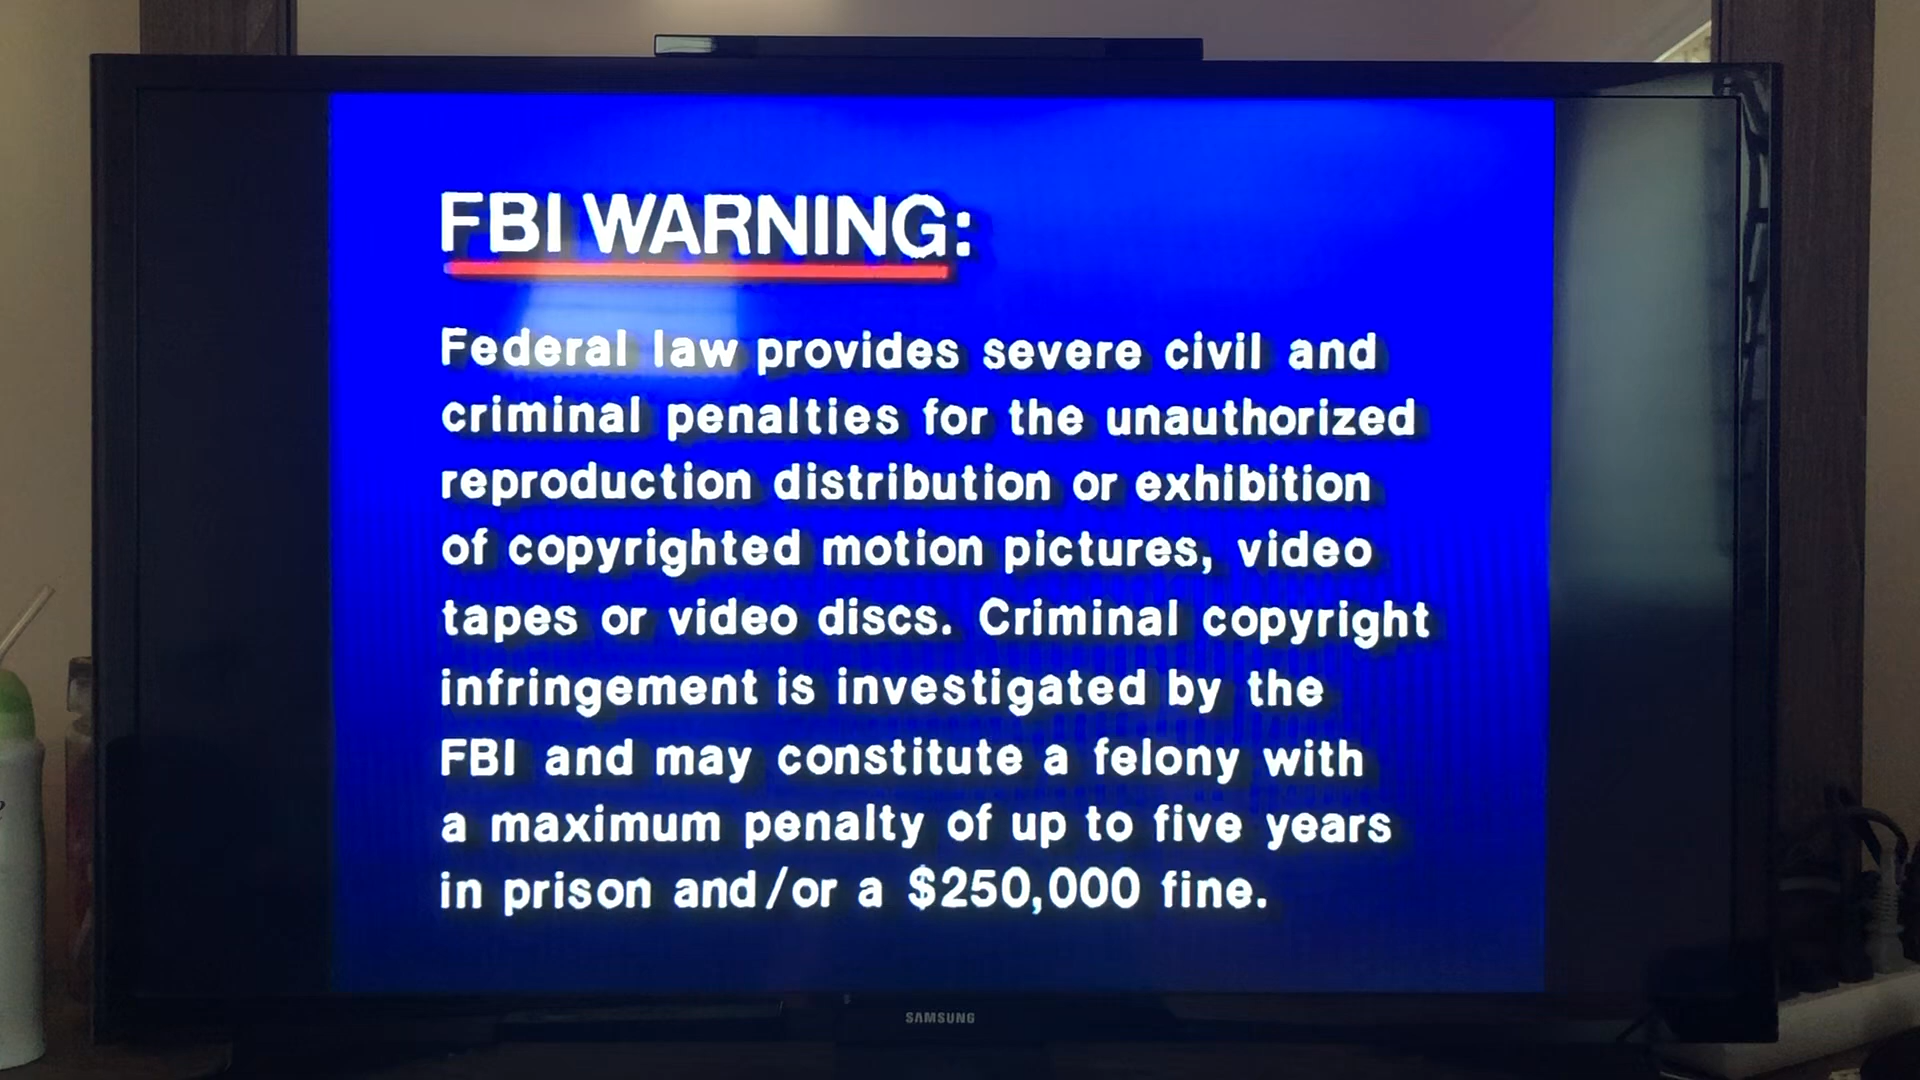 FBI WARNING:
Federal law provides severe civil and
criminal penalties for the unauthorized
reproduction distribution or exhibition
of copyrighted motion pictures, video
tapes or video discs. Criminal copyright
infringement is investigated by the
FBI and may constitute a felony with
a maximum penalty of up to five years
in prison and/or a $250,000 fine.
SAMSUNG